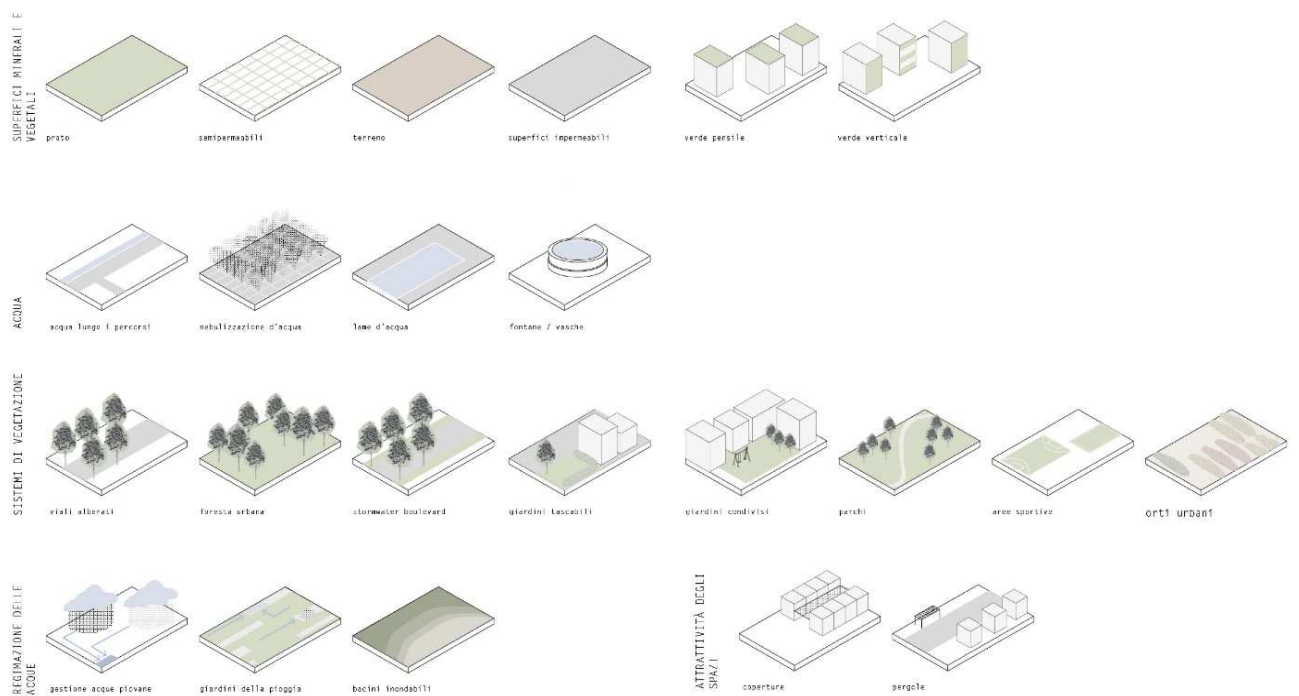 SUPERFICI MINERALI E
VEGETALI
prato
semipermeabili
terreno
superfici impermeabili
verde pensile
verde verticale
ACQUA
acqua lungo i percorsi
nebulizzazione d'acqua
lame d'acqua
fontane / vasche
SISTEMI DI VEGETAZIONE
viali alberati
foresta urbana
stormwater boulevard
giardini tascabili
giardini condivisi
parchi
aree sportive
orti urbani
REGIMAZIONE DELLE
ACQUE
gestione acque piovane
giardini della pioggia
bacini inondabili
ATTRATTIVITÀ DEGLI
SPAZI
coperture
pergole